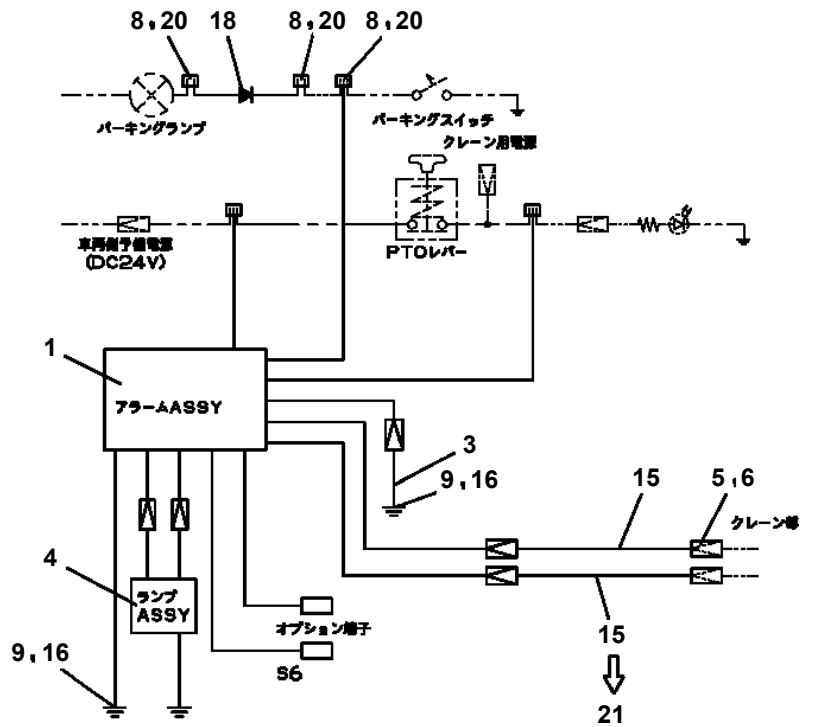 8,20 18 8,20 8,20
パーキングランプ
パーキングスイッチ
クレーン用電源
車両側予備電源
(DC24V)
PTOレバー
1
アラームASSY
3
9,16
15
5,6
クレーン部
4
ランプ
ASSY
オプション端子
15
9,16
S6
21